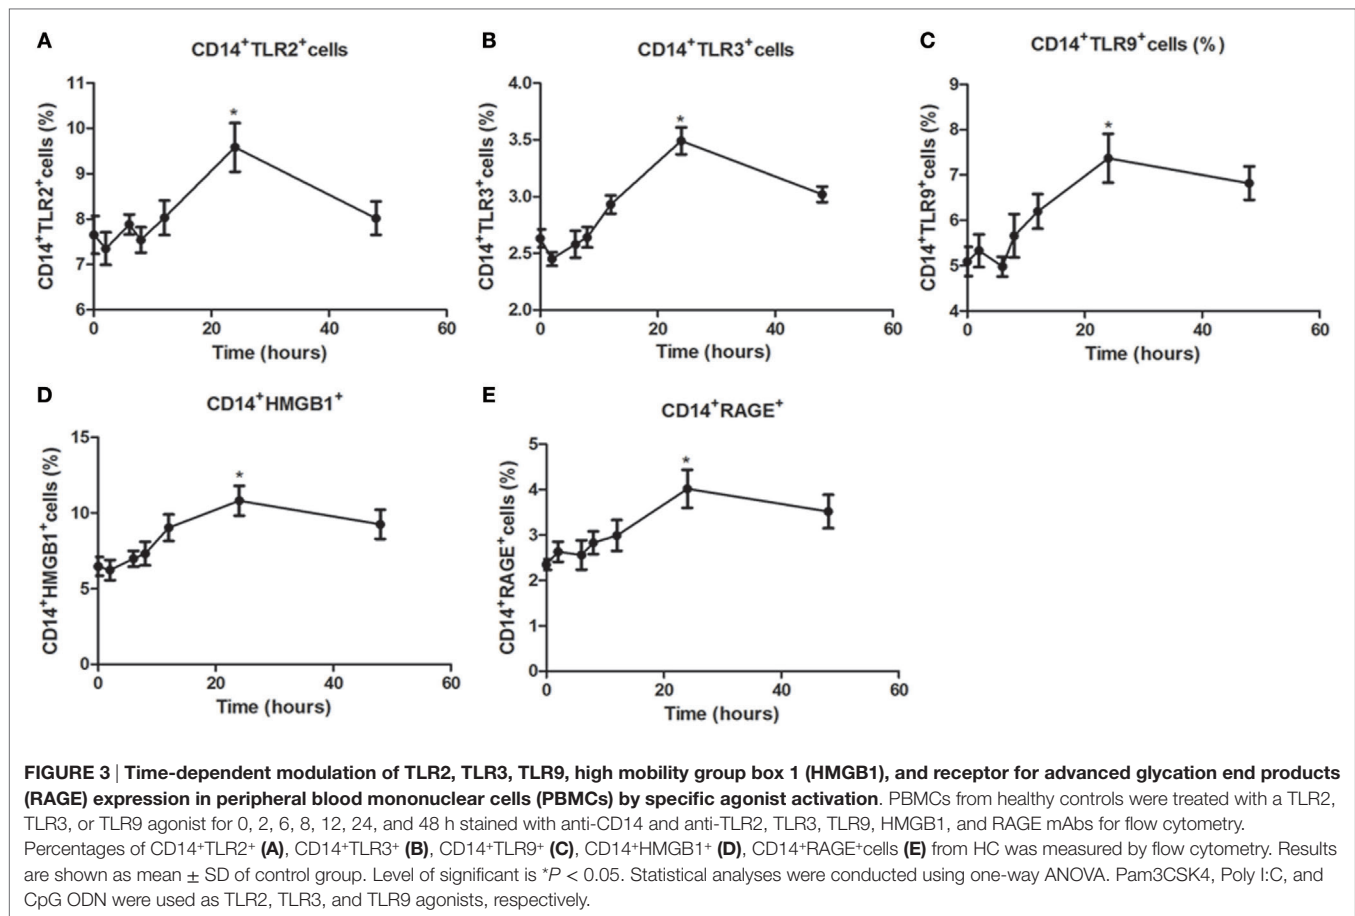 A
CD14⁺TLR2⁺cells
CD14⁺TLR2⁺cells (%)
11
10
9
8
7
6
*
0
20
40
60
Time (hours)
B
CD14⁺TLR3⁺cells
CD14⁺TLR3⁺cells (%)
4.0
3.5
3.0
2.5
2.0
*
0
20
40
60
Time (hours)
C
CD14⁺TLR9⁺cells (%)
CD14⁺TLR9⁺cells (%)
9
8
7
6
5
4
*
0
20
40
60
Time (hours)
D
CD14⁺HMGB1⁺
CD14⁺HMGB1⁺cells (%)
15
10
5
0
*
0
20
40
60
Time (hours)
E
CD14⁺RAGE⁺
CD14⁺RAGE⁺cells (%)
5
4
3
2
1
0
*
0
20
40
60
Time (hours)
FIGURE 3 | Time-dependent modulation of TLR2, TLR3, TLR9, high mobility group box 1 (HMGB1), and receptor for advanced glycation end products
(RAGE) expression in peripheral blood mononuclear cells (PBMCs) by specific agonist activation. PBMCs from healthy controls were treated with a TLR2,
TLR3, or TLR9 agonist for 0, 2, 6, 8, 12, 24, and 48 h stained with anti-CD14 and anti-TLR2, TLR3, TLR9, HMGB1, and RAGE mAbs for flow cytometry.
Percentages of CD14⁺TLR2⁺ (A), CD14⁺TLR3⁺ (B), CD14⁺TLR9⁺ (C), CD14⁺HMGB1⁺ (D), CD14⁺RAGE⁺cells (E) from HC was measured by flow cytometry. Results
are shown as mean ± SD of control group. Level of significant is *P < 0.05. Statistical analyses were conducted using one-way ANOVA. Pam3CSK4, Poly I:C, and
CpG ODN were used as TLR2, TLR3, and TLR9 agonists, respectively.